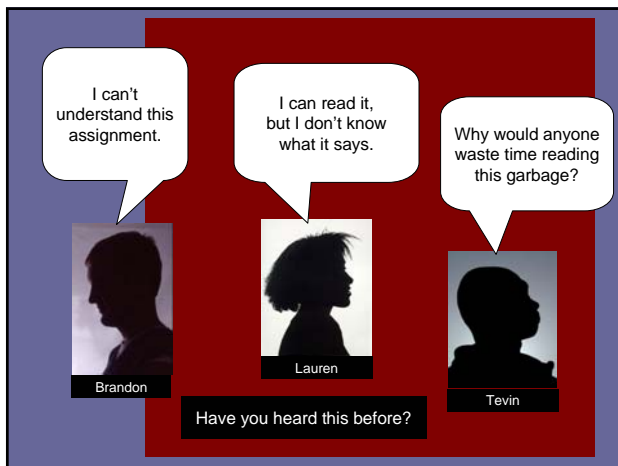 I can't
understand this
assignment.
I can read it,
but I don't know
what it says.
Why would anyone
waste time reading
this garbage?
Brandon
Lauren
Tevin
Have you heard this before?